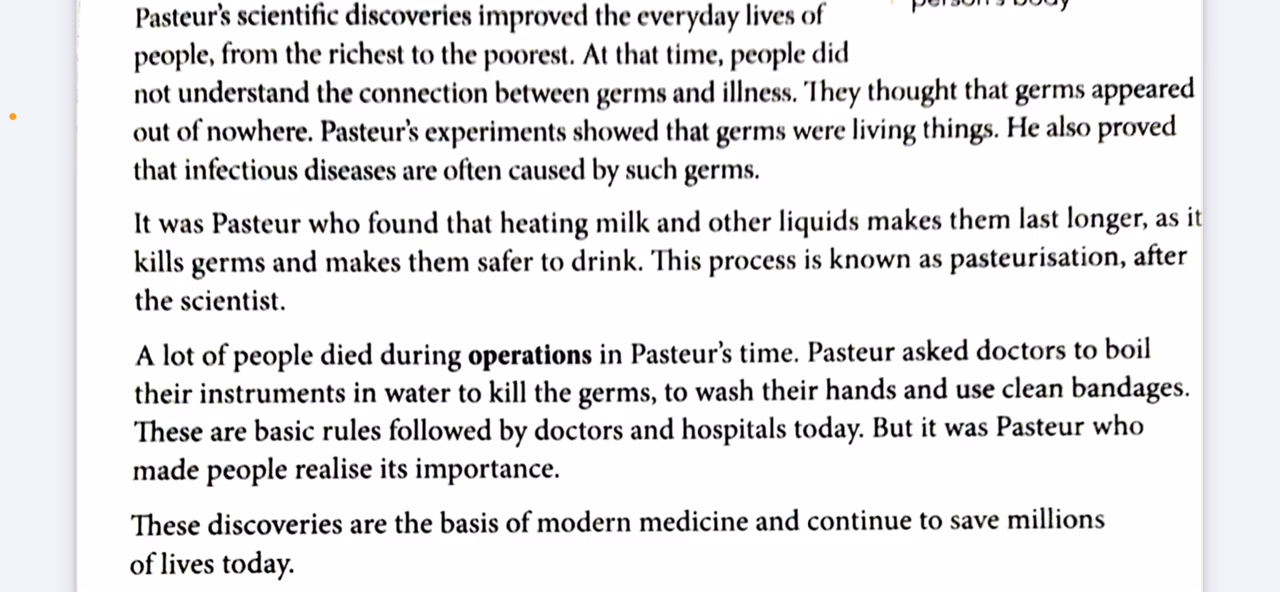 person's body
Pasteur's scientific discoveries improved the everyday lives of
people, from the richest to the poorest. At that time, people did
not understand the connection between germs and illness. They thought that germs appeared
out of nowhere. Pasteur's experiments showed that germs were living things. He also proved
that infectious diseases are often caused by such germs.
It was Pasteur who found that heating milk and other liquids makes them last longer, as it
kills germs and makes them safer to drink. This process is known as pasteurisation, after
the scientist.
A lot of people died during operations in Pasteur's time. Pasteur asked doctors to boil
their instruments in water to kill the germs, to wash their hands and use clean bandages.
These are basic rules followed by doctors and hospitals today. But it was Pasteur who
made people realise its importance.
These discoveries are the basis of modern medicine and continue to save millions
of lives today.